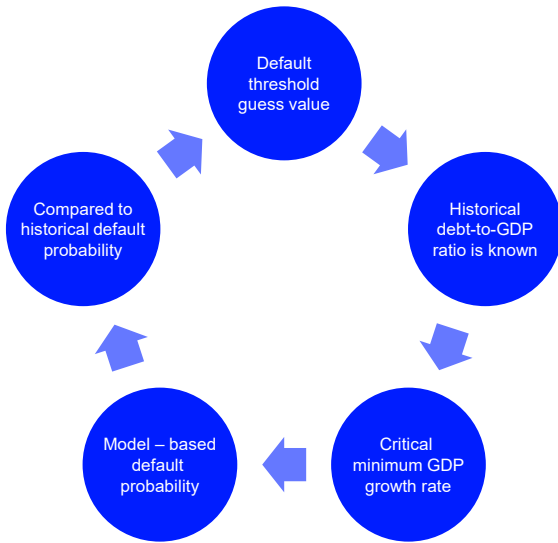 Default
threshold
guess value
Historical
debt-to-GDP
ratio is known
Critical
minimum GDP
growth rate
Model – based
default
probability
Compared to
historical default
probability